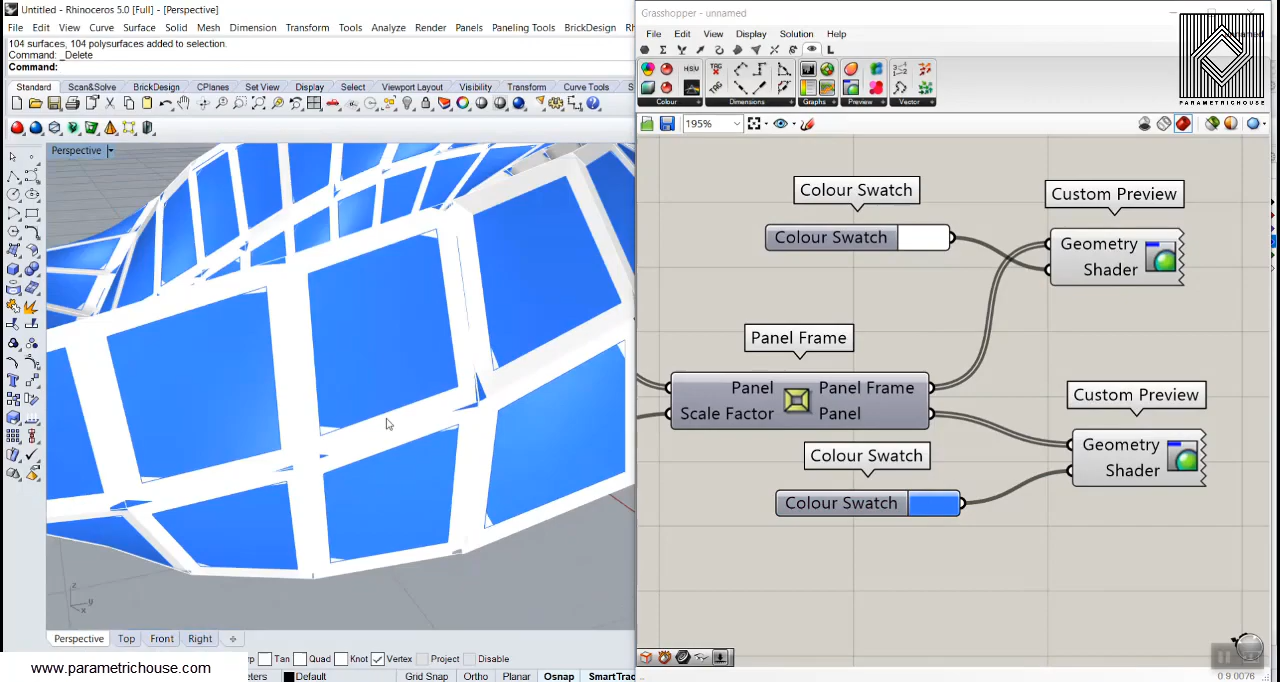 Untitled - Rhinoceros 5.0 [Full] - [Perspective]
File Edit View Curve Surface Solid Mesh Dimension Transform Tools Analyze Render Panels Paneling Tools BrickDesign
104 surfaces, 104 polysurfaces added to selection.
Command: _Delete
Command:
Standard Scan&Solve BrickDesign CPlanes Set View Display Select Viewport Layout Visibility Transform Curve Tools
Perspective
z
y
x
Perspective Top Front Right
Tan Quad Knot Vertex Project Disable
www.parametrichouse.com
Default Grid Snap Ortho Planar Osnap SmartTrac
Grasshopper - unnamed
File Edit View Display Solution Help
HSV
Colour Dimensions Graphs Preview Vector
195%
PARAMETRICHOUSE
Colour Swatch
Colour Swatch
Custom Preview
Geometry
Shader
Panel Frame
Panel Panel Frame
Scale Factor Panel
Colour Swatch
Colour Swatch
Custom Preview
Geometry
Shader
0.9.0076